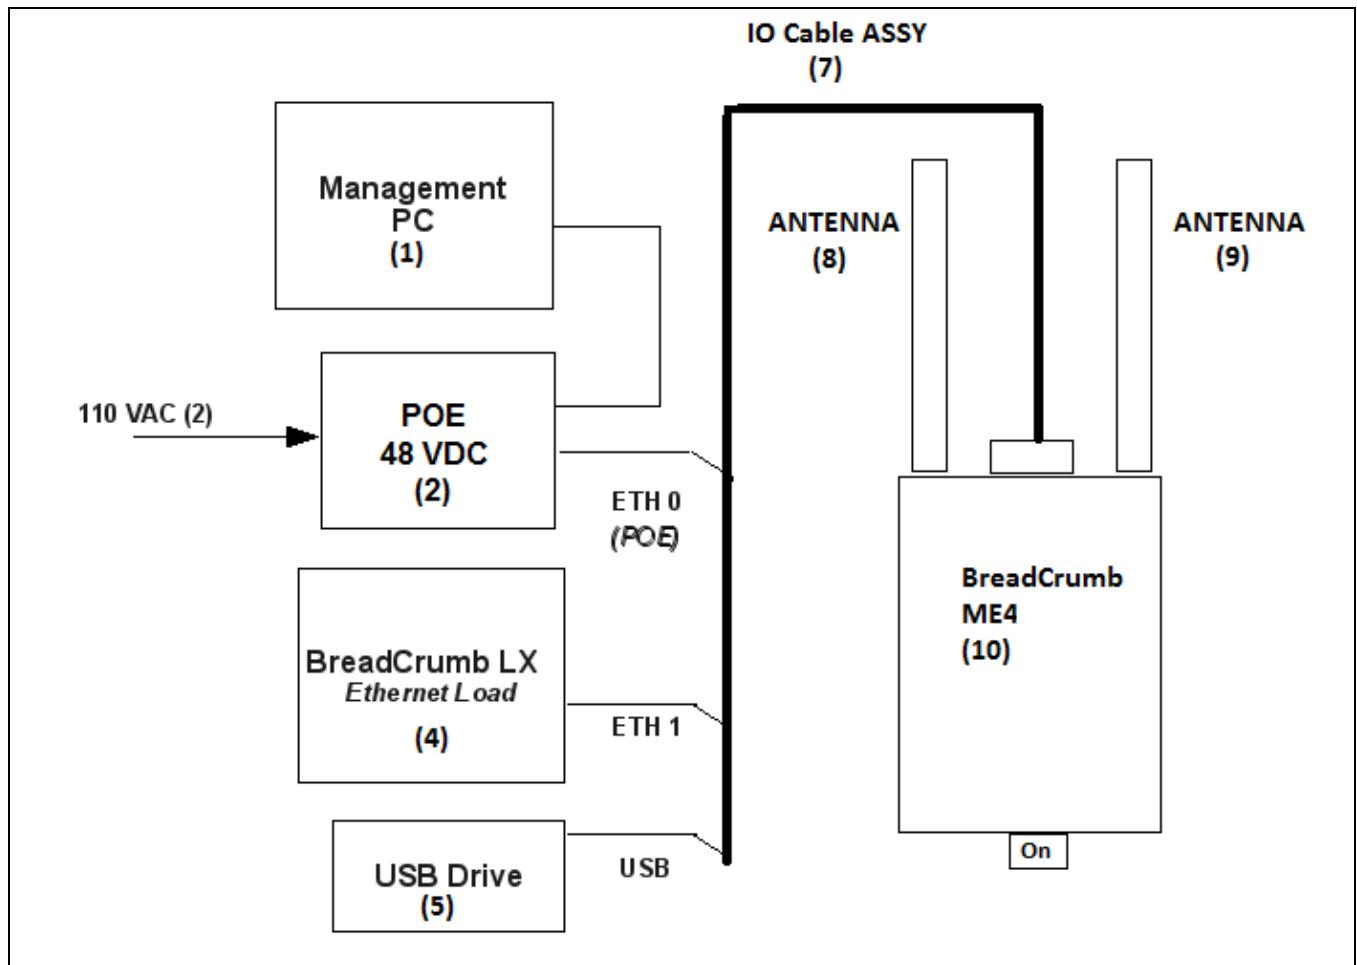 IO Cable ASSY
(7)
Management
PC
(1)
ANTENNA
(8)
ANTENNA
(9)
110 VAC (2)
POE
48 VDC
(2)
ETH 0
(POE)
BreadCrumb LX
Ethernet Load
(4)
ETH 1
BreadCrumb
ME4
(10)
USB Drive
(5)
USB
On